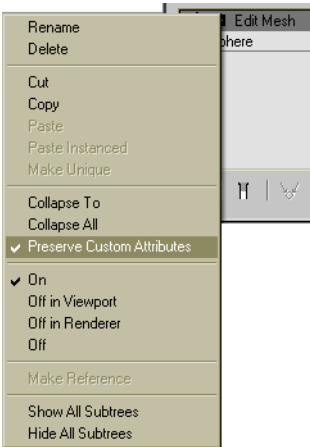 Edit Mesh
phere
Rename
Delete
Cut
Copy
Paste
Paste Instanced
Make Unique
Collapse To
Collapse All
Preserve Custom Attributes
On
Off in Viewport
Off in Renderer
Off
Make Reference
Show All Subtrees
Hide All Subtrees